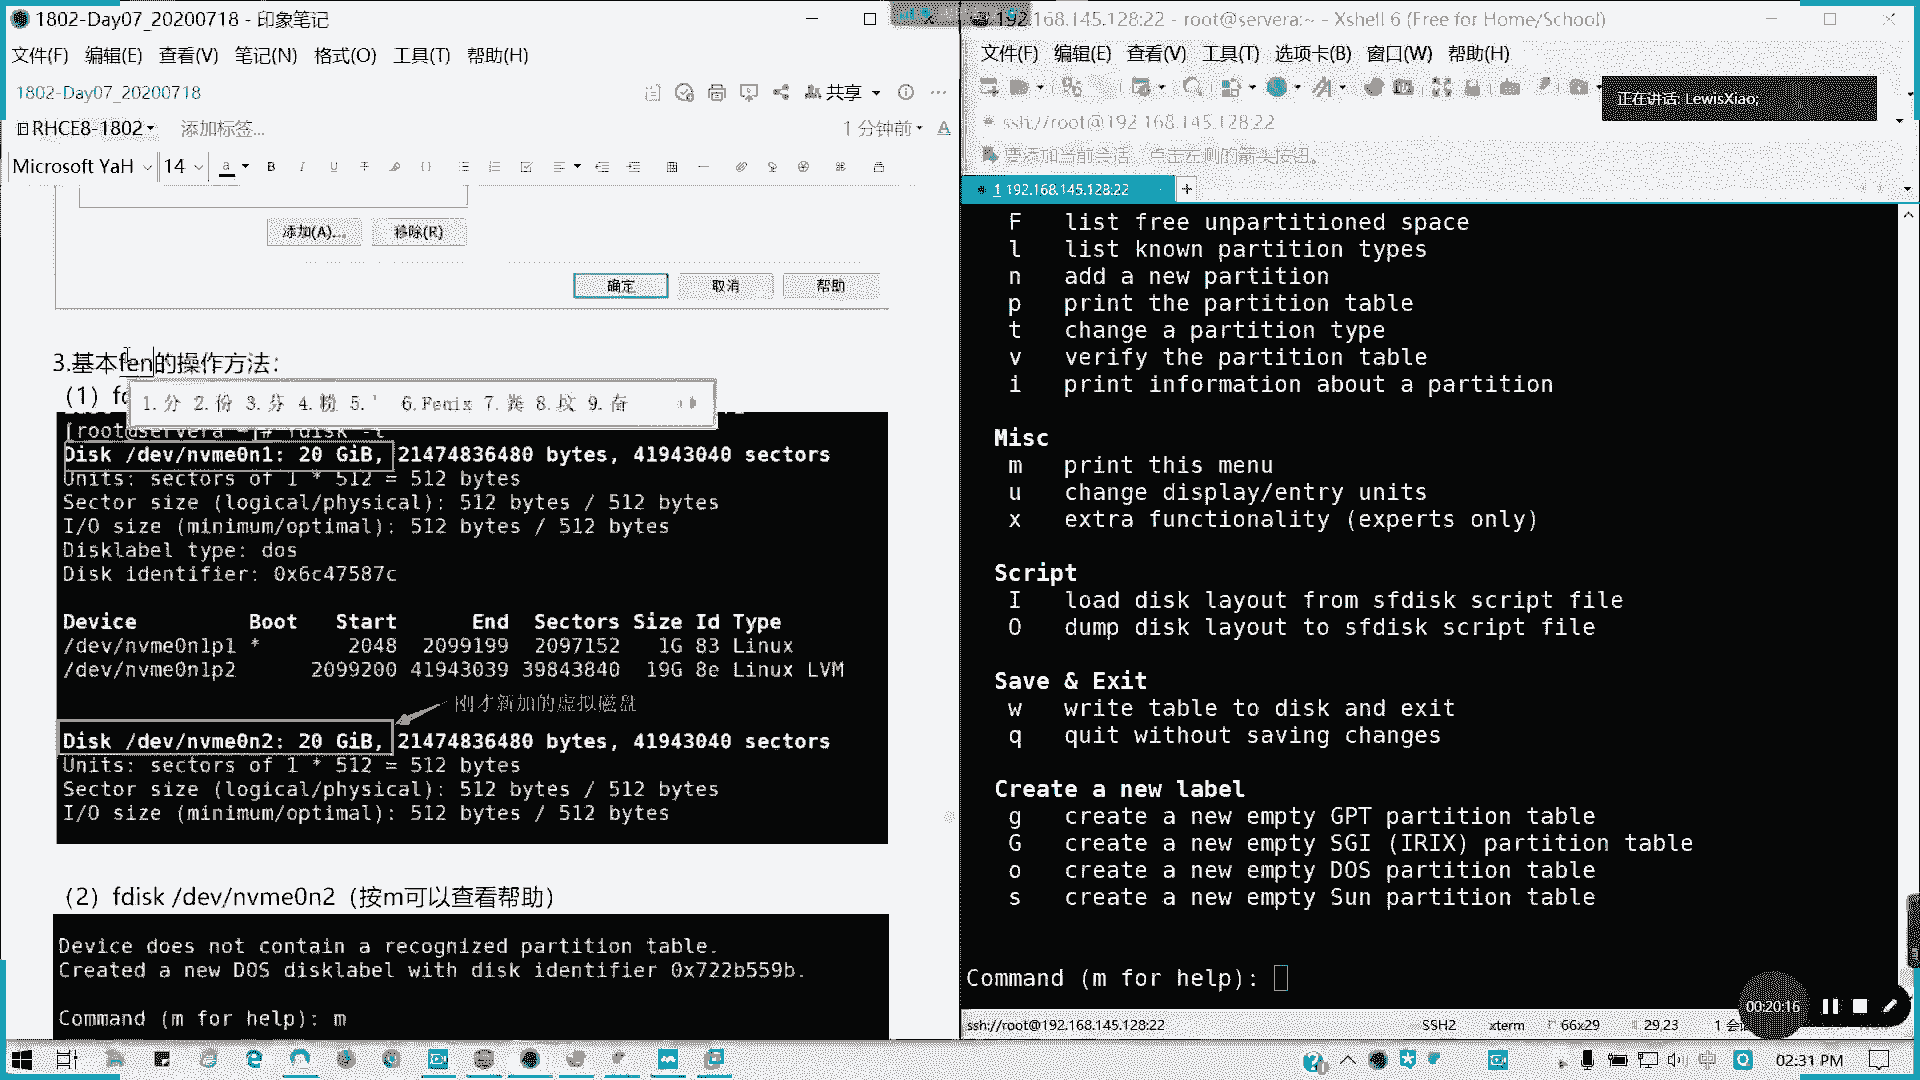 1802-Day07_20200718 - 印象笔记
文件(F) 编辑(E) 查看(V) 笔记(N) 格式(O) 工具(T) 帮助(H)
1802-Day07_20200718
共享
RHCE8-1802
添加标签...
1 分钟前
Microsoft YaH
14
添加(A)...
移除(R)
确定
取消
帮助
3.基本fen的操作方法：
1.分 2.份 3.芬 4.粉 5.' 6.Fenix 7.粪 8.坟 9.奋
（1）
[root@servera ~]# fdisk -l
Disk /dev/nvme0n1: 20 GiB, 21474836480 bytes, 41943040 sectors
Units: sectors of 1 * 512 = 512 bytes
Sector size (logical/physical): 512 bytes / 512 bytes
I/O size (minimum/optimal): 512 bytes / 512 bytes
Disklabel type: dos
Disk identifier: 0x6c47587c
Device Boot Start End Sectors Size Id Type
/dev/nvme0n1p1 * 2048 2099199 2097152 1G 83 Linux
/dev/nvme0n1p2 2099200 41943039 39843840 19G 8e Linux LVM
刚才新加的虚拟磁盘
Disk /dev/nvme0n2: 20 GiB, 21474836480 bytes, 41943040 sectors
Units: sectors of 1 * 512 = 512 bytes
Sector size (logical/physical): 512 bytes / 512 bytes
I/O size (minimum/optimal): 512 bytes / 512 bytes
（2）fdisk /dev/nvme0n2（按m可以查看帮助）
Device does not contain a recognized partition table.
Created a new DOS disklabel with disk identifier 0x722b559b.
Command (m for help): m
192.168.145.128:22 - root@servera:~ - Xshell 6 (Free for Home/School)
文件(F) 编辑(E) 查看(V) 工具(T) 选项卡(B) 窗口(W) 帮助(H)
正在讲话: LewisXiao;
ssh://root@192.168.145.128:22
要添加当前会话，点击左侧的箭头按钮。
1 192.168.145.128:22
F list free unpartitioned space
l list known partition types
n add a new partition
p print the partition table
t change a partition type
v verify the partition table
i print information about a partition
Misc
m print this menu
u change display/entry units
x extra functionality (experts only)
Script
I load disk layout from sfdisk script file
O dump disk layout to sfdisk script file
Save & Exit
w write table to disk and exit
q quit without saving changes
Create a new label
g create a new empty GPT partition table
G create a new empty SGI (IRIX) partition table
o create a new empty DOS partition table
s create a new empty Sun partition table
Command (m for help):
00:20:16
ssh://root@192.168.145.128:22
SSH2
xterm
66x29
29,23
02:31 PM